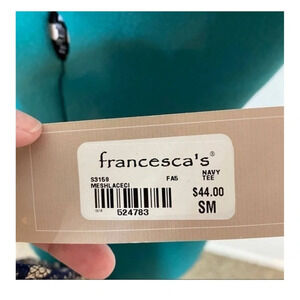 francesca's®
S3159 FA5 NAVY
MESHLACECI TEE
$44.00
524783 SM